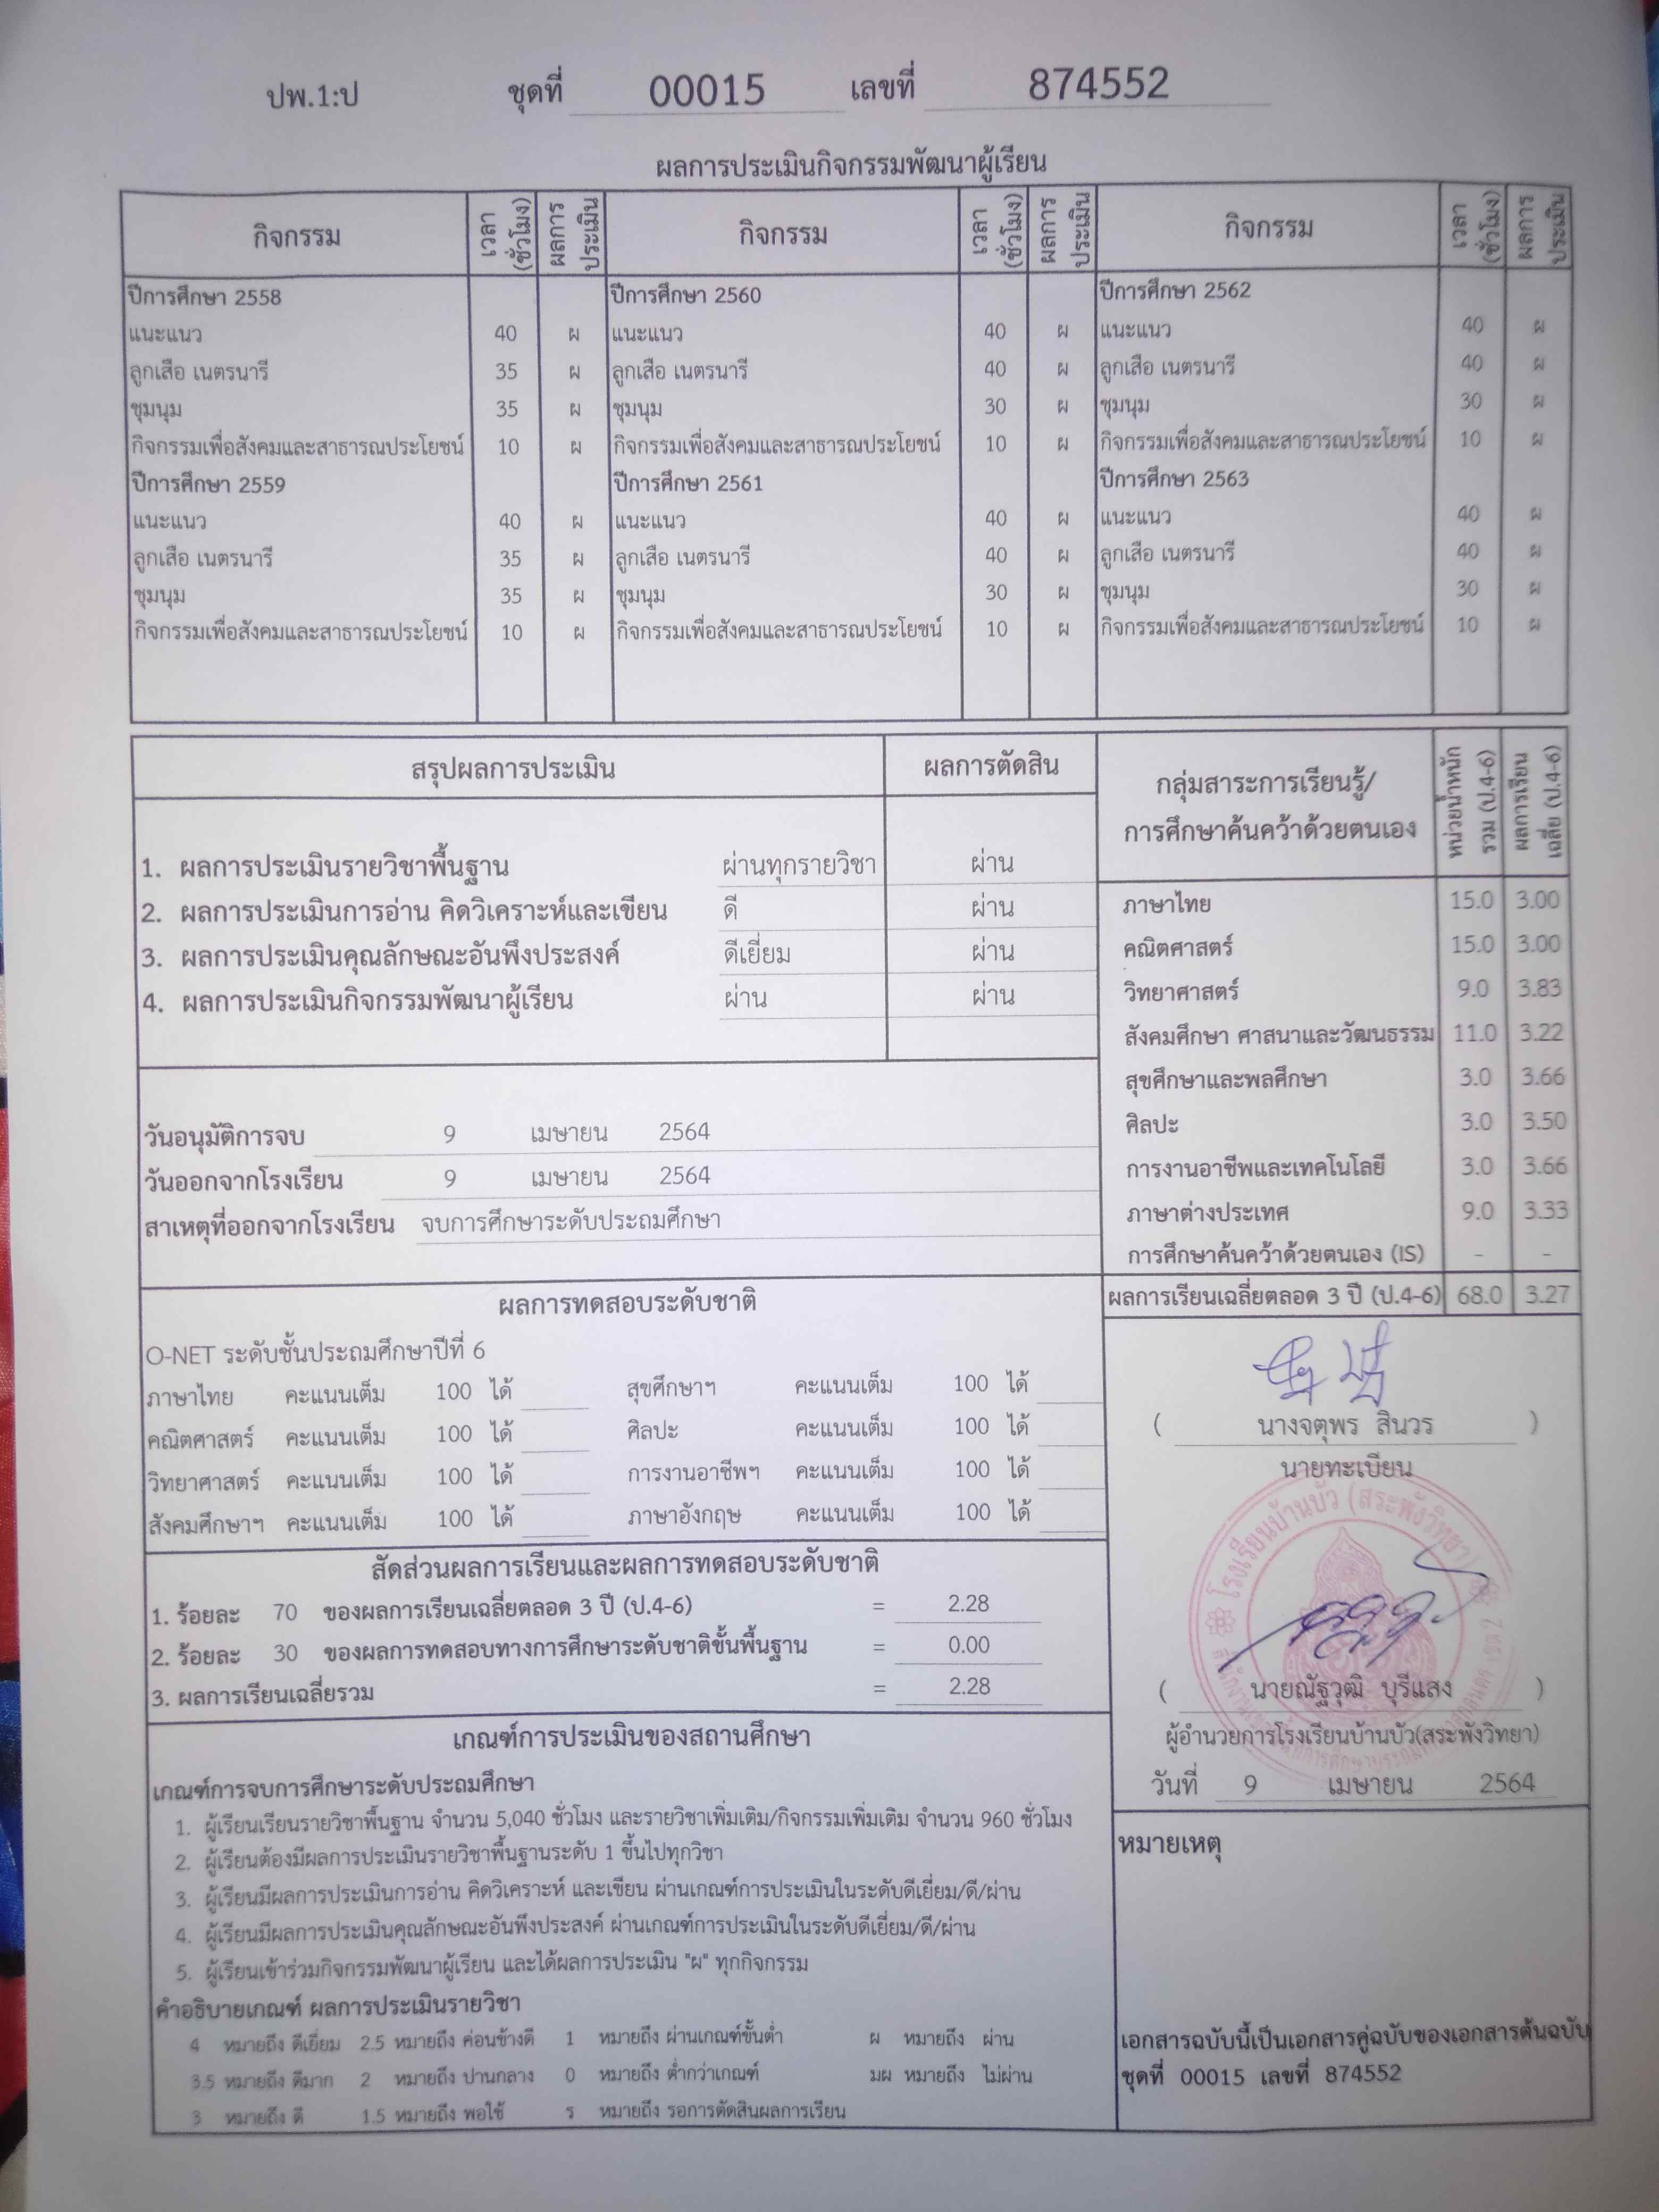 ปพ.1:ป ชุดที่ 00015 เลขที่ 874552
ผลการประเมินกิจกรรมพัฒนาผู้เรียน
กิจกรรม เวลา (ชั่วโมง) ผลการ ประเมิน กิจกรรม เวลา (ชั่วโมง) ผลการ ประเมิน กิจกรรม เวลา (ชั่วโมง) ผลการ ประเมิน
ปีการศึกษา 2558 ปีการศึกษา 2560 ปีการศึกษา 2562
แนะแนว 40 ผ แนะแนว 40 ผ แนะแนว 40 ผ
ลูกเสือ เนตรนารี 35 ผ ลูกเสือ เนตรนารี 40 ผ ลูกเสือ เนตรนารี 40 ผ
ชุมนุม 35 ผ ชุมนุม 30 ผ ชุมนุม 30 ผ
กิจกรรมเพื่อสังคมและสาธารณประโยชน์ 10 ผ กิจกรรมเพื่อสังคมและสาธารณประโยชน์ 10 ผ กิจกรรมเพื่อสังคมและสาธารณประโยชน์ 10 ผ
ปีการศึกษา 2559 ปีการศึกษา 2561 ปีการศึกษา 2563
แนะแนว 40 ผ แนะแนว 40 ผ แนะแนว 40 ผ
ลูกเสือ เนตรนารี 35 ผ ลูกเสือ เนตรนารี 40 ผ ลูกเสือ เนตรนารี 40 ผ
ชุมนุม 35 ผ ชุมนุม 30 ผ ชุมนุม 30 ผ
กิจกรรมเพื่อสังคมและสาธารณประโยชน์ 10 ผ กิจกรรมเพื่อสังคมและสาธารณประโยชน์ 10 ผ กิจกรรมเพื่อสังคมและสาธารณประโยชน์ 10 ผ
สรุปผลการประเมิน ผลการตัดสิน
1. ผลการประเมินรายวิชาพื้นฐาน ผ่านทุกรายวิชา ผ่าน
2. ผลการประเมินการอ่าน คิดวิเคราะห์และเขียน ดี ผ่าน
3. ผลการประเมินคุณลักษณะอันพึงประสงค์ ดีเยี่ยม ผ่าน
4. ผลการประเมินกิจกรรมพัฒนาผู้เรียน ผ่าน ผ่าน
วันอนุมัติการจบ 9 เมษายน 2564
วันออกจากโรงเรียน 9 เมษายน 2564
สาเหตุที่ออกจากโรงเรียน จบการศึกษาระดับประถมศึกษา
กลุ่มสาระการเรียนรู้/
การศึกษาค้นคว้าด้วยตนเอง
หน่วยน้ำหนัก รวม (ป.4-6) ผลการเรียน เฉลี่ย (ป.4-6)
ภาษาไทย 15.0 3.00
คณิตศาสตร์ 15.0 3.00
วิทยาศาสตร์ 9.0 3.83
สังคมศึกษา ศาสนาและวัฒนธรรม 11.0 3.22
สุขศึกษาและพลศึกษา 3.0 3.66
ศิลปะ 3.0 3.50
การงานอาชีพและเทคโนโลยี 3.0 3.66
ภาษาต่างประเทศ 9.0 3.33
การศึกษาค้นคว้าด้วยตนเอง (IS) - -
ผลการเรียนเฉลี่ยตลอด 3 ปี (ป.4-6) 68.0 3.27
ผลการทดสอบระดับชาติ
O-NET ระดับชั้นประถมศึกษาปีที่ 6
ภาษาไทย คะแนนเต็ม 100 ได้ สุขศึกษาฯ คะแนนเต็ม 100 ได้
คณิตศาสตร์ คะแนนเต็ม 100 ได้ ศิลปะ คะแนนเต็ม 100 ได้
วิทยาศาสตร์ คะแนนเต็ม 100 ได้ การงานอาชีพฯ คะแนนเต็ม 100 ได้
สังคมศึกษาฯ คะแนนเต็ม 100 ได้ ภาษาอังกฤษ คะแนนเต็ม 100 ได้
สัดส่วนผลการเรียนและผลการทดสอบระดับชาติ
1. ร้อยละ 70 ของผลการเรียนเฉลี่ยตลอด 3 ปี (ป.4-6) = 2.28
2. ร้อยละ 30 ของผลการทดสอบทางการศึกษาระดับชาติขั้นพื้นฐาน = 0.00
3. ผลการเรียนเฉลี่ยรวม = 2.28
เกณฑ์การประเมินของสถานศึกษา
เกณฑ์การจบการศึกษาระดับประถมศึกษา
1. ผู้เรียนเรียนรายวิชาพื้นฐาน จำนวน 5,040 ชั่วโมง และรายวิชาเพิ่มเติม/กิจกรรมเพิ่มเติม จำนวน 960 ชั่วโมง
2. ผู้เรียนต้องมีผลการประเมินรายวิชาพื้นฐานระดับ 1 ขึ้นไปทุกวิชา
3. ผู้เรียนมีผลการประเมินการอ่าน คิดวิเคราะห์ และเขียน ผ่านเกณฑ์การประเมินในระดับดีเยี่ยม/ดี/ผ่าน
4. ผู้เรียนมีผลการประเมินคุณลักษณะอันพึงประสงค์ ผ่านเกณฑ์การประเมินในระดับดีเยี่ยม/ดี/ผ่าน
5. ผู้เรียนเข้าร่วมกิจกรรมพัฒนาผู้เรียน และได้ผลการประเมิน "ผ" ทุกกิจกรรม
คำอธิบายเกณฑ์ ผลการประเมินรายวิชา
4 หมายถึง ดีเยี่ยม 2.5 หมายถึง ค่อนข้างดี 1 หมายถึง ผ่านเกณฑ์ขั้นต่ำ ผ หมายถึง ผ่าน
3.5 หมายถึง ดีมาก 2 หมายถึง ปานกลาง 0 หมายถึง ต่ำกว่าเกณฑ์ มผ หมายถึง ไม่ผ่าน
3 หมายถึง ดี 1.5 หมายถึง พอใช้ ร หมายถึง รอการตัดสินผลการเรียน
( นางจตุพร สินวร )
นายทะเบียน
โรงเรียนบ้านบัว (สระพังวิทยา)
( นายณัฐวุฒิ บุรีแสง )
ผู้อำนวยการโรงเรียนบ้านบัว(สระพังวิทยา)
วันที่ 9 เมษายน 2564
หมายเหตุ
เอกสารฉบับนี้เป็นเอกสารคู่ฉบับของเอกสารต้นฉบับ
ชุดที่ 00015 เลขที่ 874552